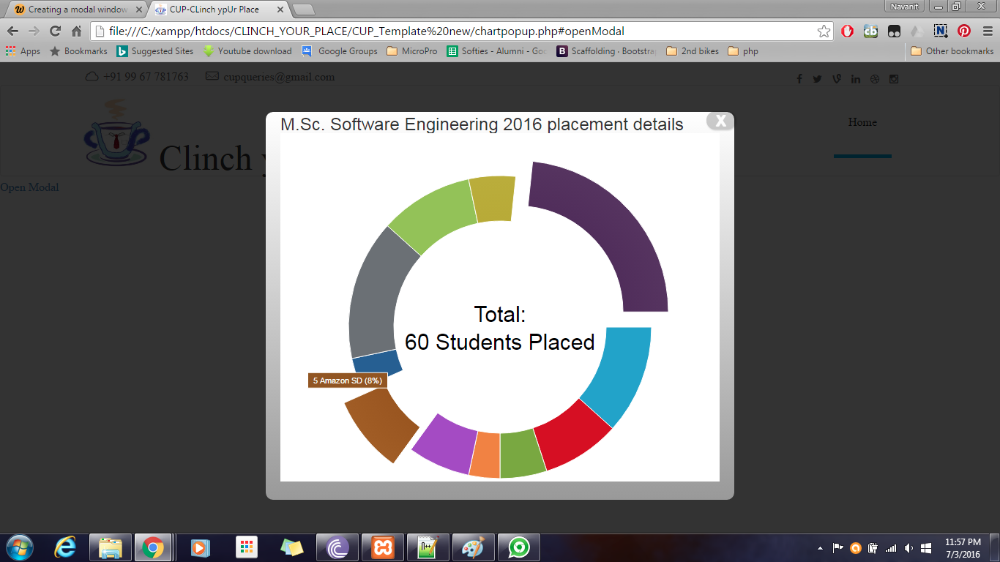 Creating a modal window
CUP-CLinch ypUr Place
Navanit
file:///C:/xampp/htdocs/CLINCH_YOUR_PLACE/CUP_Template%20new/chartpopup.php#openModal
Apps Bookmarks Suggested Sites Youtube download Google Groups MicroPro Softies - Alumni - Goo Scaffolding · Bootstra 2nd bikes php Other bookmarks
+91 99 67 781763 cupqueries@gmail.com
M.Sc. Software Engineering 2016 placement details X
Home
Clinch y
Open Modal
Total:
60 Students Placed
5 Amazon SD (8%)
11:57 PM
7/3/2016